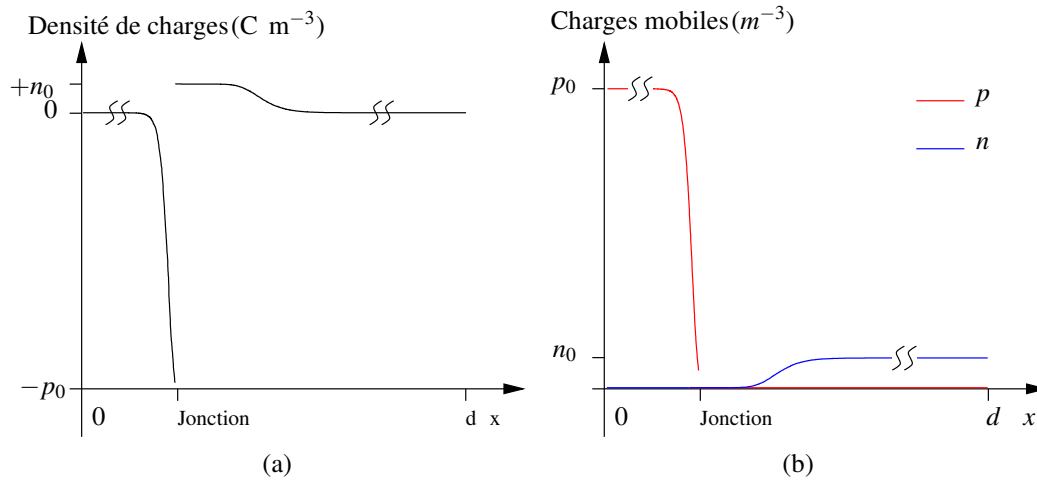 Densité de charges (C m⁻³)
+n₀
0
−p₀
0
Jonction
d x
(a)
Charges mobiles (m⁻³)
p₀
p
n
n₀
0
Jonction
d x
(b)